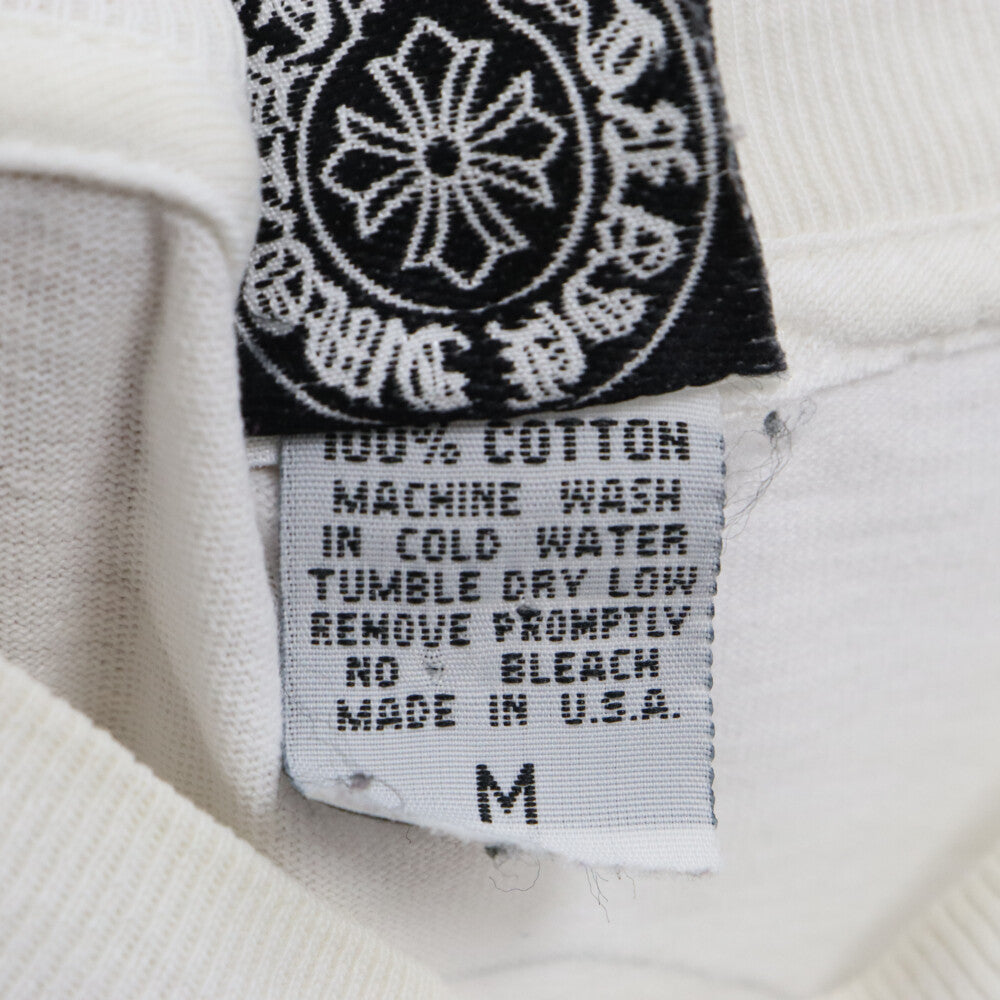 100% COTTON
MACHINE WASH
IN COLD WATER
TUMBLE DRY LOW
REMOVE PROMPTLY
NO BLEACH
MADE IN U.S.A.
M